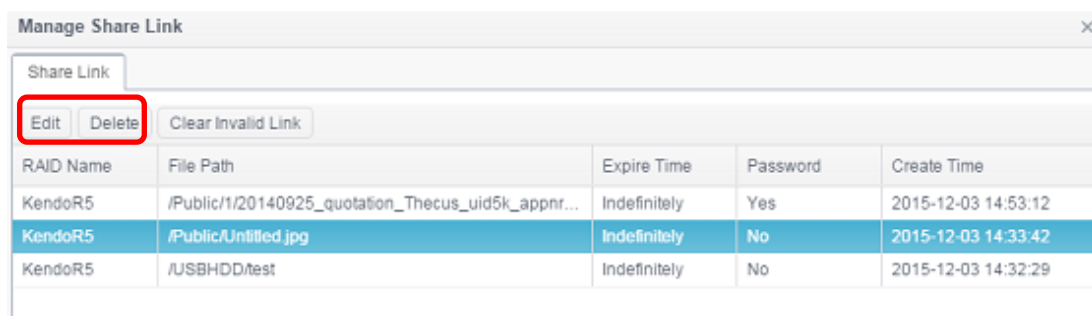 Manage Share Link
Share Link
Edit Delete Clear Invalid Link
RAID Name File Path Expire Time Password Create Time
KendoR5 /Public/1/20140925_quotation_Thecus_uid5k_appnr... Indefinitely Yes 2015-12-03 14:53:12
KendoR5 /Public/Untitled.jpg Indefinitely No 2015-12-03 14:33:42
KendoR5 /USBHDD/test Indefinitely No 2015-12-03 14:32:29